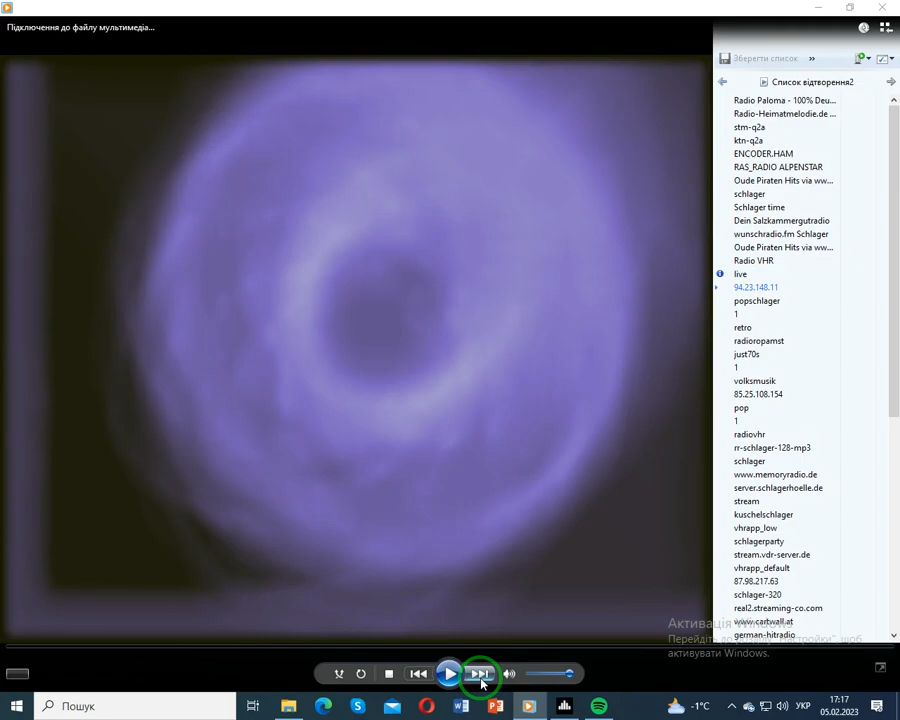 Підключення до файлу мультимедіа...
Зберегти список »
Список відтворення2
Radio Paloma - 100% Deu...
Radio-Heimatmelodie.de ...
stm-q2a
ktn-q2a
ENCODER.HAM
RAS_RADIO ALPENSTAR
Oude Piraten Hits via ww...
schlager
Schlager time
Dein Salzkammergutradio
wunschradio.fm Schlager
Oude Piraten Hits via ww...
Radio VHR
live
94.23.148.11
popschlager
1
retro
radioropamst
just70s
1
volksmusik
85.25.108.154
pop
1
radiovhr
rr-schlager-128-mp3
schlager
www.memoryradio.de
server.schlagerhoelle.de
stream
kuschelschlager
vhrapp_low
schlagerparty
stream.vdr-server.de
vhrapp_default
87.98.217.63
schlager-320
real2.streaming-co.com
www.cartwall.at
german-hitradio
Активація Windows
Перейдіть до розділу "Настройки", щоб
активувати Windows.
Пошук
-1°C
УКР
17:17
05.02.2023